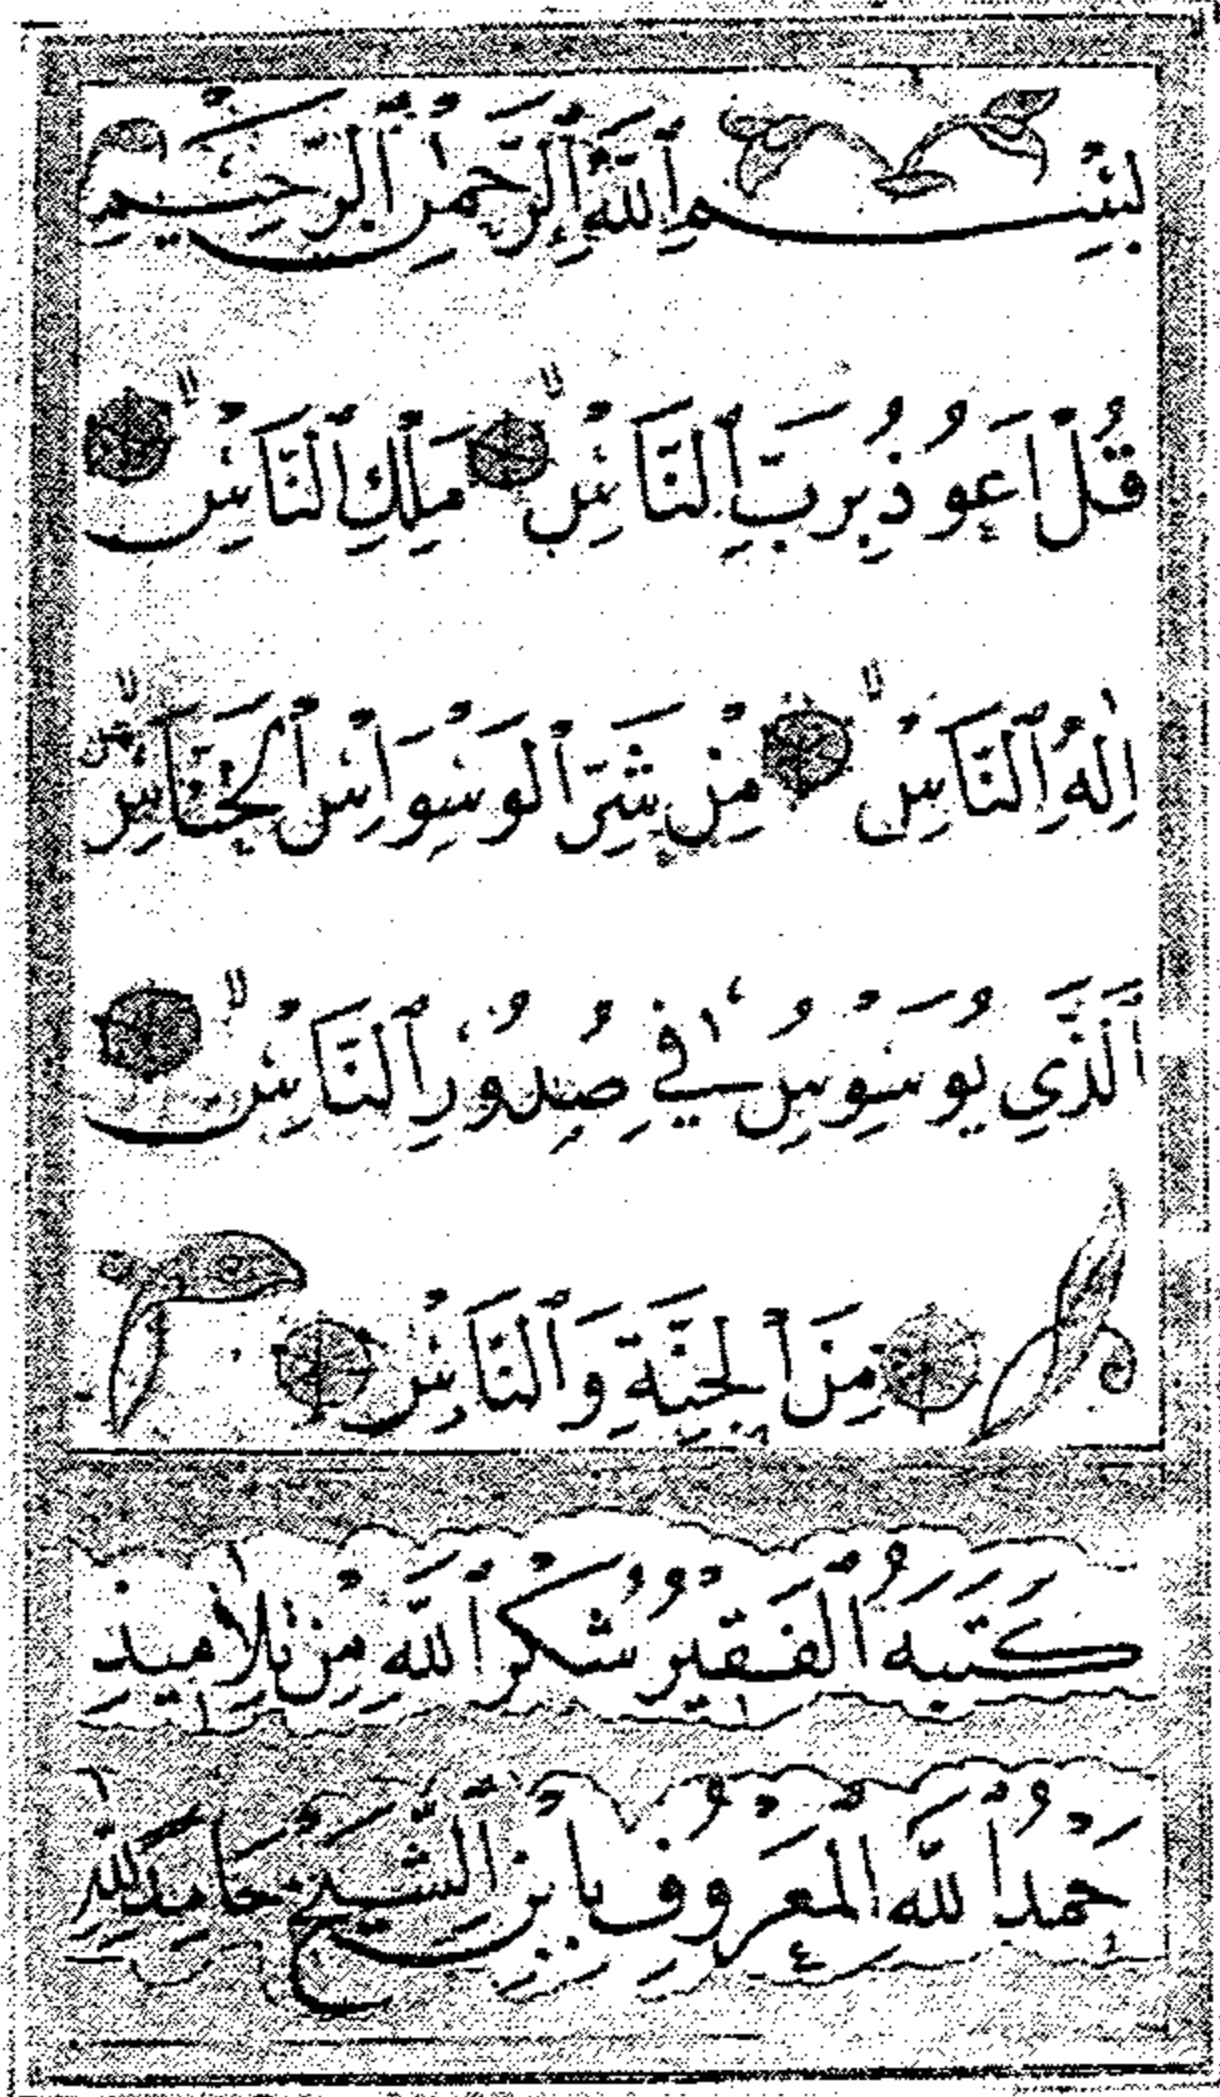 بِسْمِ ٱللّٰهِ ٱلرَّحْمٰنِ ٱلرَّحِيمِ
قُلْ اَعُوذُ بِرَبِّ ٱلنَّاسِۙ مَلِكِ ٱلنَّاسِۙ
اِلٰهِ ٱلنَّاسِۙ مِنْ شَرِّ ٱلْوَسْوَاسِ ٱلْخَنَّاسِۙ
ٱلَّذِي يُوَسْوِسُ فِي صُدُورِ ٱلنَّاسِۙ
مِنَ ٱلْجِنَّةِ وَٱلنَّاسِ
كَتَبَهُ ٱلْفَقِيرُ شُكْرُ ٱللّٰهِ مِنْ تَلَامِيذِ
حَمْدُ ٱللّٰهِ ٱلْمَعْرُوفُ بِابْنِ ٱلشَّيْخِ